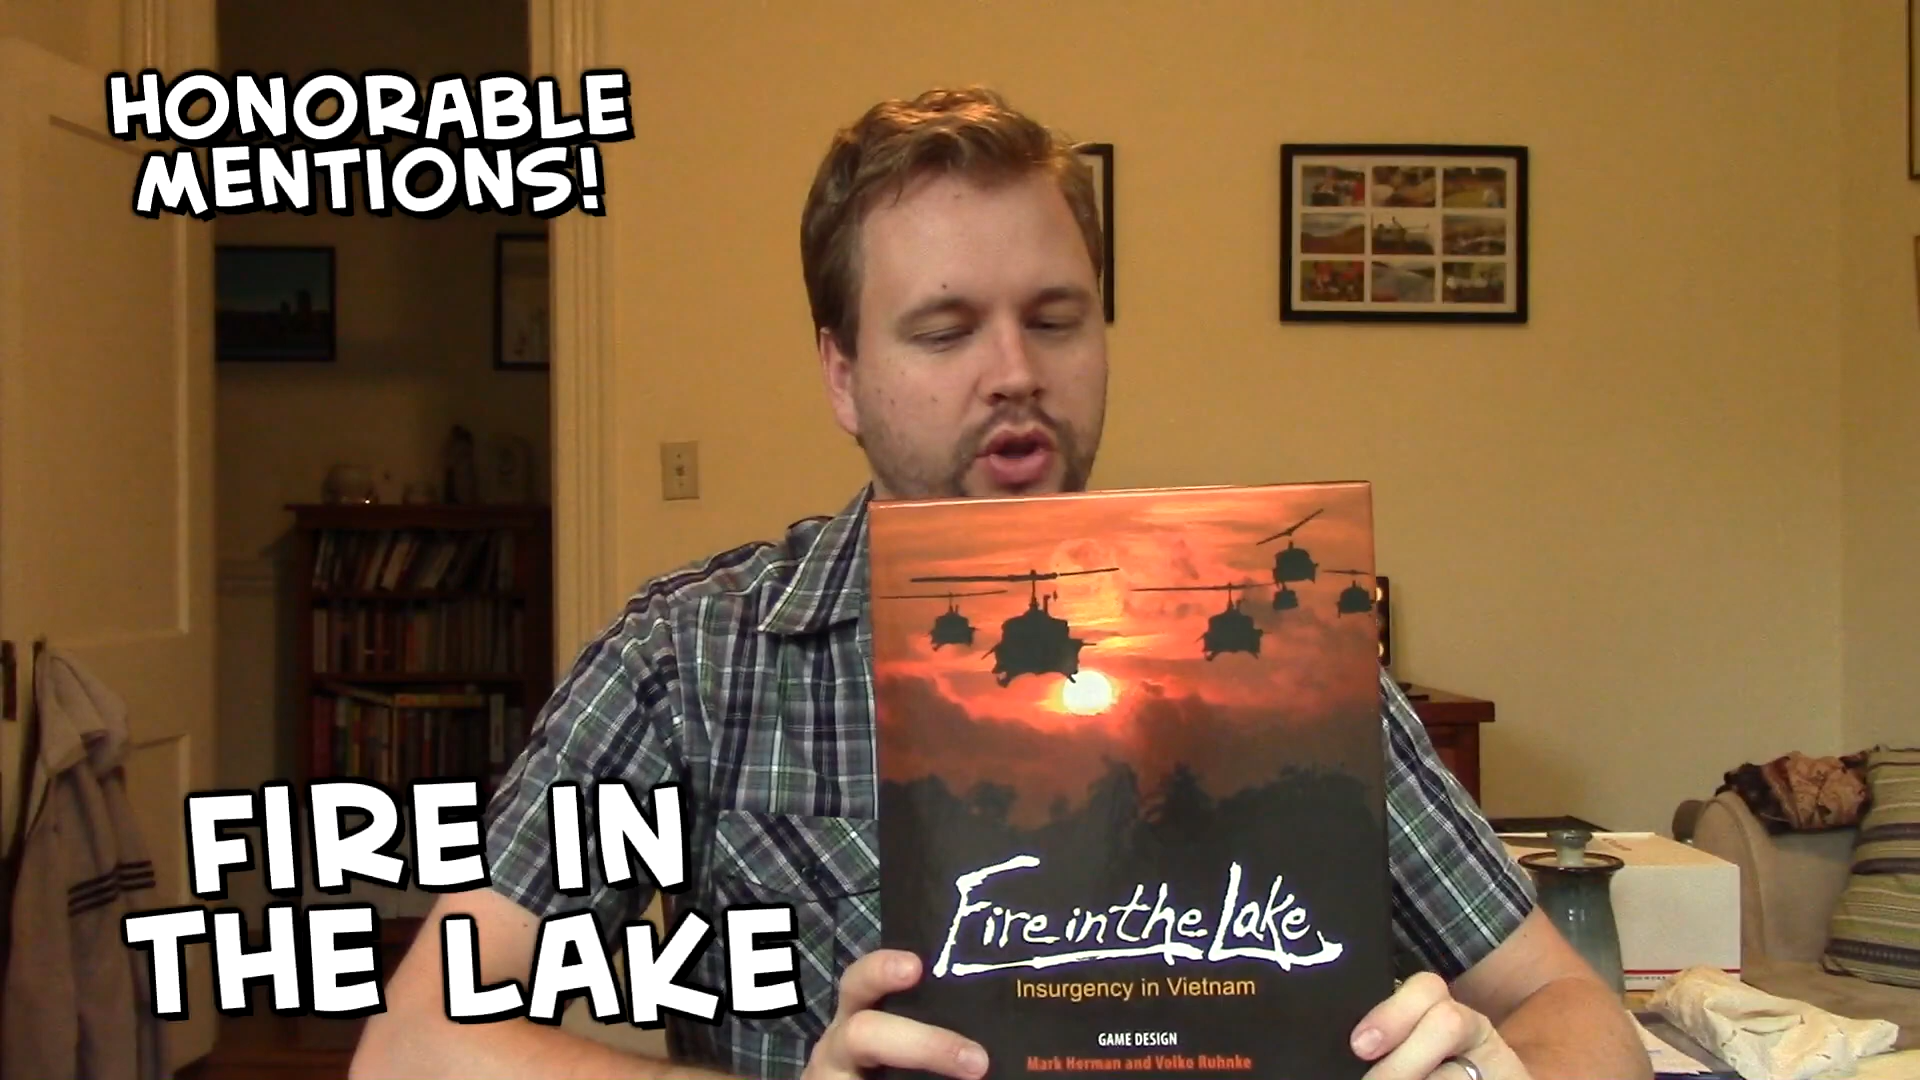 HONORABLE
MENTIONS!
FIRE IN
THE LAKE
Fire in the Lake
Insurgency in Vietnam
GAME DESIGN
Mark Herman and Volko Ruhnke